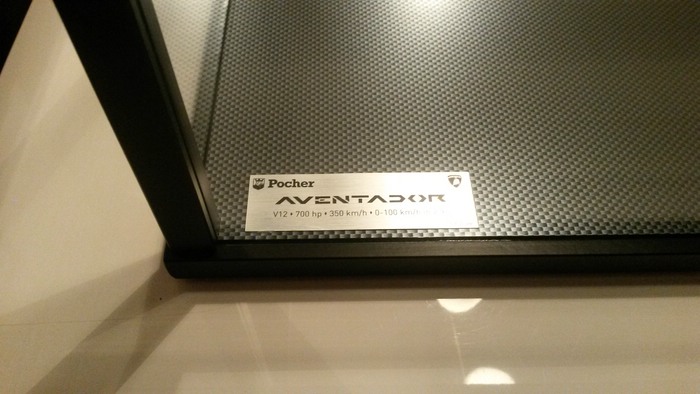 Pocher
AVENTADOR
V12 • 700 hp • 350 km/h • 0-100 km/h